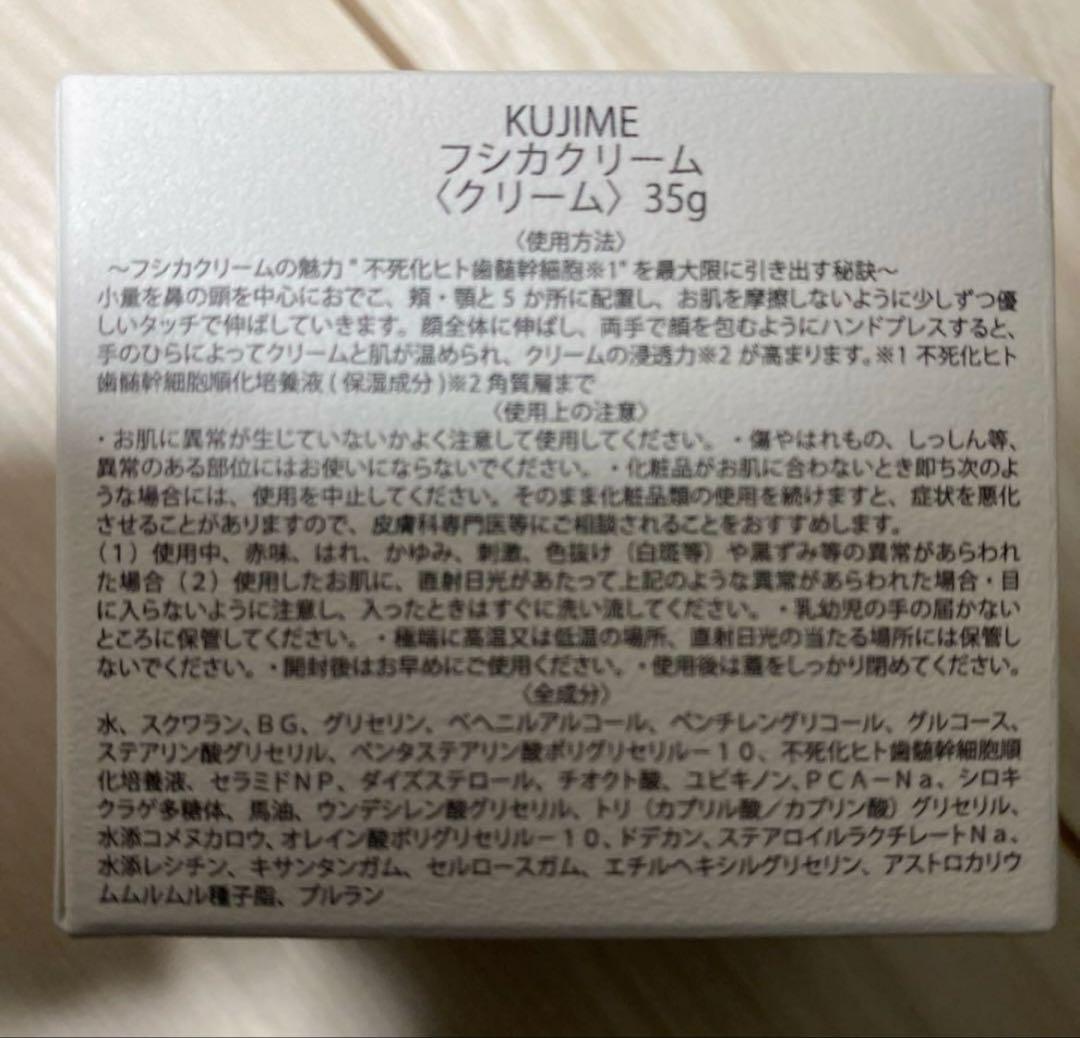 KUJIME
フシカクリーム
〈クリーム〉35g
〈使用方法〉
～フシカクリームの魅力"不死化ヒト歯髄幹細胞※1"を最大限に引き出す秘訣～
小量を鼻の頭を中心におでこ、頬・顎と5か所に配置し、お肌を摩擦しないように少しずつ優
しいタッチで伸ばしていきます。顔全体に伸ばし、両手で顔を包むようにハンドプレスすると、
手のひらによってクリームと肌が温められ、クリームの浸透力※2が高まります。※1 不死化ヒト
歯髄幹細胞順化培養液(保湿成分)※2角質層まで
〈使用上の注意〉
・お肌に異常が生じていないかよく注意して使用してください。・傷やはれもの、しっしん等、
異常のある部位にはお使いにならないでください。・化粧品がお肌に合わないとき即ち次のよ
うな場合には、使用を中止してください。そのまま化粧品類の使用を続けますと、症状を悪化
させることがありますので、皮膚科専門医等にご相談されることをおすすめします。
（1）使用中、赤味、はれ、かゆみ、刺激、色抜け（白斑等）や黒ずみ等の異常があらわれ
た場合（2）使用したお肌に、直射日光があたって上記のような異常があらわれた場合・目
に入らないように注意し、入ったときはすぐに洗い流してください。・乳幼児の手の届かない
ところに保管してください。・極端に高温又は低温の場所、直射日光の当たる場所には保管し
ないでください。・開封後はお早めにご使用ください。・使用後は蓋をしっかり閉めてください。
〈全成分〉
水、スクワラン、BG、グリセリン、ベヘニルアルコール、ペンチレングリコール、グルコース、
ステアリン酸グリセリル、ペンタステアリン酸ポリグリセリル－10、不死化ヒト歯髄幹細胞順
化培養液、セラミドNP、ダイズステロール、チオクト酸、ユビキノン、PCA－Na、シロキ
クラゲ多糖体、馬油、ウンデシレン酸グリセリル、トリ（カプリル酸／カプリン酸）グリセリル、
水添コメヌカロウ、オレイン酸ポリグリセリル－10、ドデカン、ステアロイルラクチレートNa、
水添レシチン、キサンタンガム、セルロースガム、エチルヘキシルグリセリン、アストロカリウ
ムムルムル種子脂、プルラン